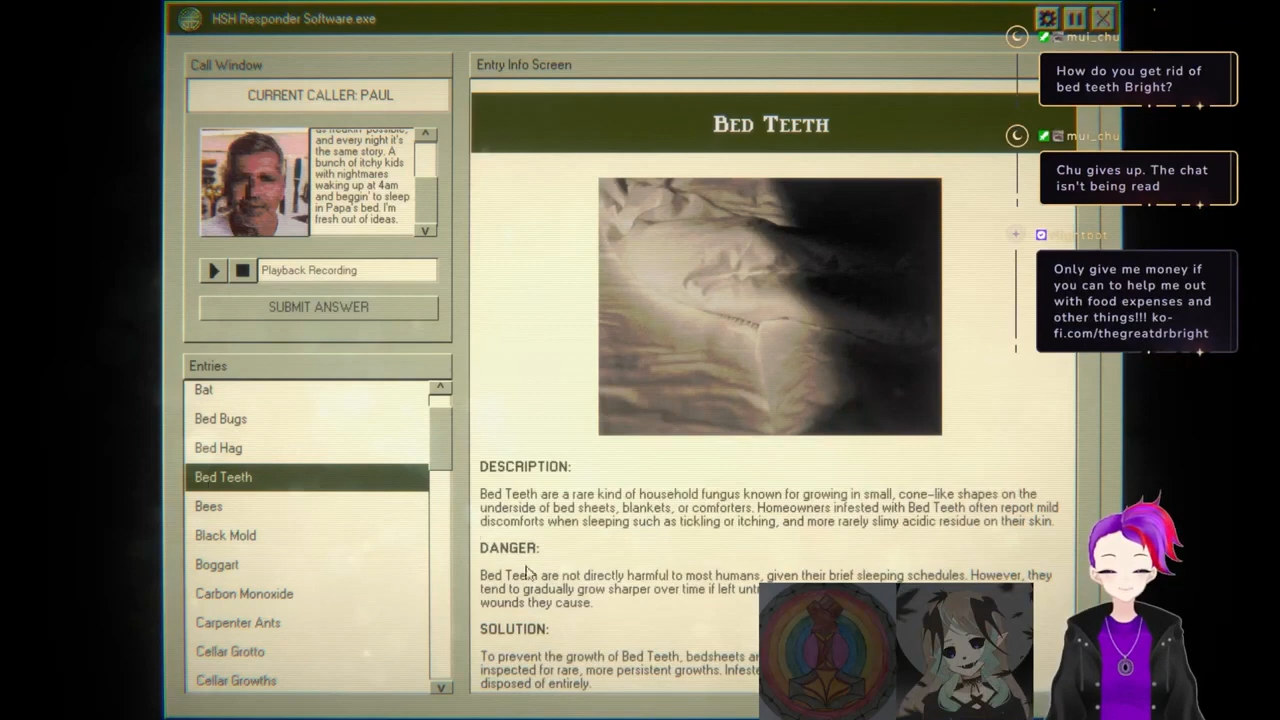 HSH Responder Software.exe
Call Window
CURRENT CALLER: PAUL
as freakin' possible,
and every night it's
the same story. A
bunch of itchy kids
with nightmares
waking up at 4am
and beggin' to sleep
in Papa's bed. I'm
fresh out of ideas.
Playback Recording
SUBMIT ANSWER
Entries
Bat
Bed Bugs
Bed Hag
Bed Teeth
Bees
Black Mold
Boggart
Carbon Monoxide
Carpenter Ants
Cellar Grotto
Cellar Growths
Entry Info Screen
BED TEETH
DESCRIPTION:
Bed Teeth are a rare kind of household fungus known for growing in small, cone-like shapes on the
underside of bed sheets, blankets, or comforters. Homeowners infested with Bed Teeth often report mild
discomforts when sleeping such as tickling or itching, and more rarely slimy acidic residue on their skin.
DANGER:
Bed Teeth are not directly harmful to most humans, given their brief sleeping schedules. However, they
tend to gradually grow sharper over time if left
wounds they cause.
SOLUTION:
To prevent the growth of Bed Teeth, bedsheets
inspected for rare, more persistent growths.
disposed of entirely.
mui_chu
How do you get rid of
bed teeth Bright?
mui_chu
Chu gives up. The chat
isn't being read
Only give me money if
you can to help me out
with food expenses and
other things!!! ko-
fi.com/thegreatdrbright